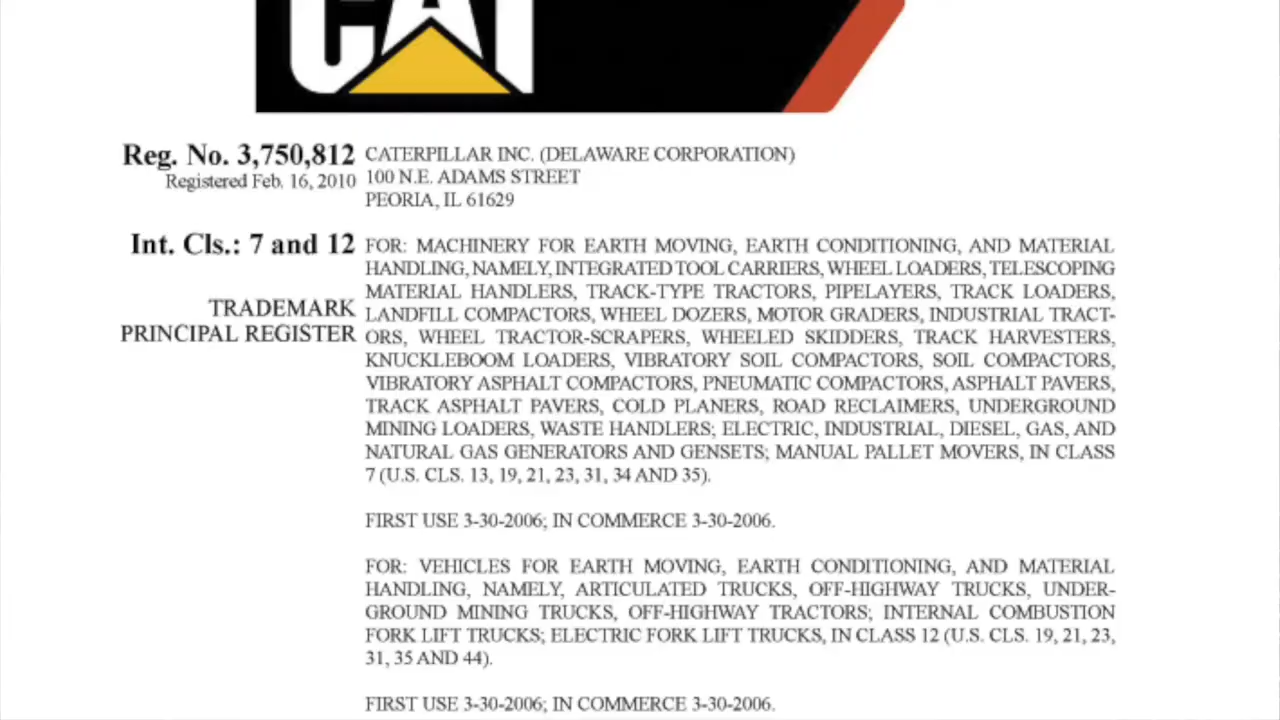 CAT
Reg. No. 3,750,812
Registered Feb. 16, 2010
Int. Cls.: 7 and 12
TRADEMARK
PRINCIPAL REGISTER
CATERPILLAR INC. (DELAWARE CORPORATION)
100 N.E. ADAMS STREET
PEORIA, IL 61629
FOR: MACHINERY FOR EARTH MOVING, EARTH CONDITIONING, AND MATERIAL
HANDLING, NAMELY, INTEGRATED TOOL CARRIERS, WHEEL LOADERS, TELESCOPING
MATERIAL HANDLERS, TRACK-TYPE TRACTORS, PIPELAYERS, TRACK LOADERS,
LANDFILL COMPACTORS, WHEEL DOZERS, MOTOR GRADERS, INDUSTRIAL TRACT-
ORS, WHEEL TRACTOR-SCRAPERS, WHEELED SKIDDERS, TRACK HARVESTERS,
KNUCKLEBOOM LOADERS, VIBRATORY SOIL COMPACTORS, SOIL COMPACTORS,
VIBRATORY ASPHALT COMPACTORS, PNEUMATIC COMPACTORS, ASPHALT PAVERS,
TRACK ASPHALT PAVERS, COLD PLANERS, ROAD RECLAIMERS, UNDERGROUND
MINING LOADERS, WASTE HANDLERS; ELECTRIC, INDUSTRIAL, DIESEL, GAS, AND
NATURAL GAS GENERATORS AND GENSETS; MANUAL PALLET MOVERS, IN CLASS
7 (U.S. CLS. 13, 19, 21, 23, 31, 34 AND 35).
FIRST USE 3-30-2006; IN COMMERCE 3-30-2006.
FOR: VEHICLES FOR EARTH MOVING, EARTH CONDITIONING, AND MATERIAL
HANDLING, NAMELY, ARTICULATED TRUCKS, OFF-HIGHWAY TRUCKS, UNDER-
GROUND MINING TRUCKS, OFF-HIGHWAY TRACTORS; INTERNAL COMBUSTION
FORK LIFT TRUCKS; ELECTRIC FORK LIFT TRUCKS, IN CLASS 12 (U.S. CLS. 19, 21, 23,
31, 35 AND 44).
FIRST USE 3-30-2006; IN COMMERCE 3-30-2006.